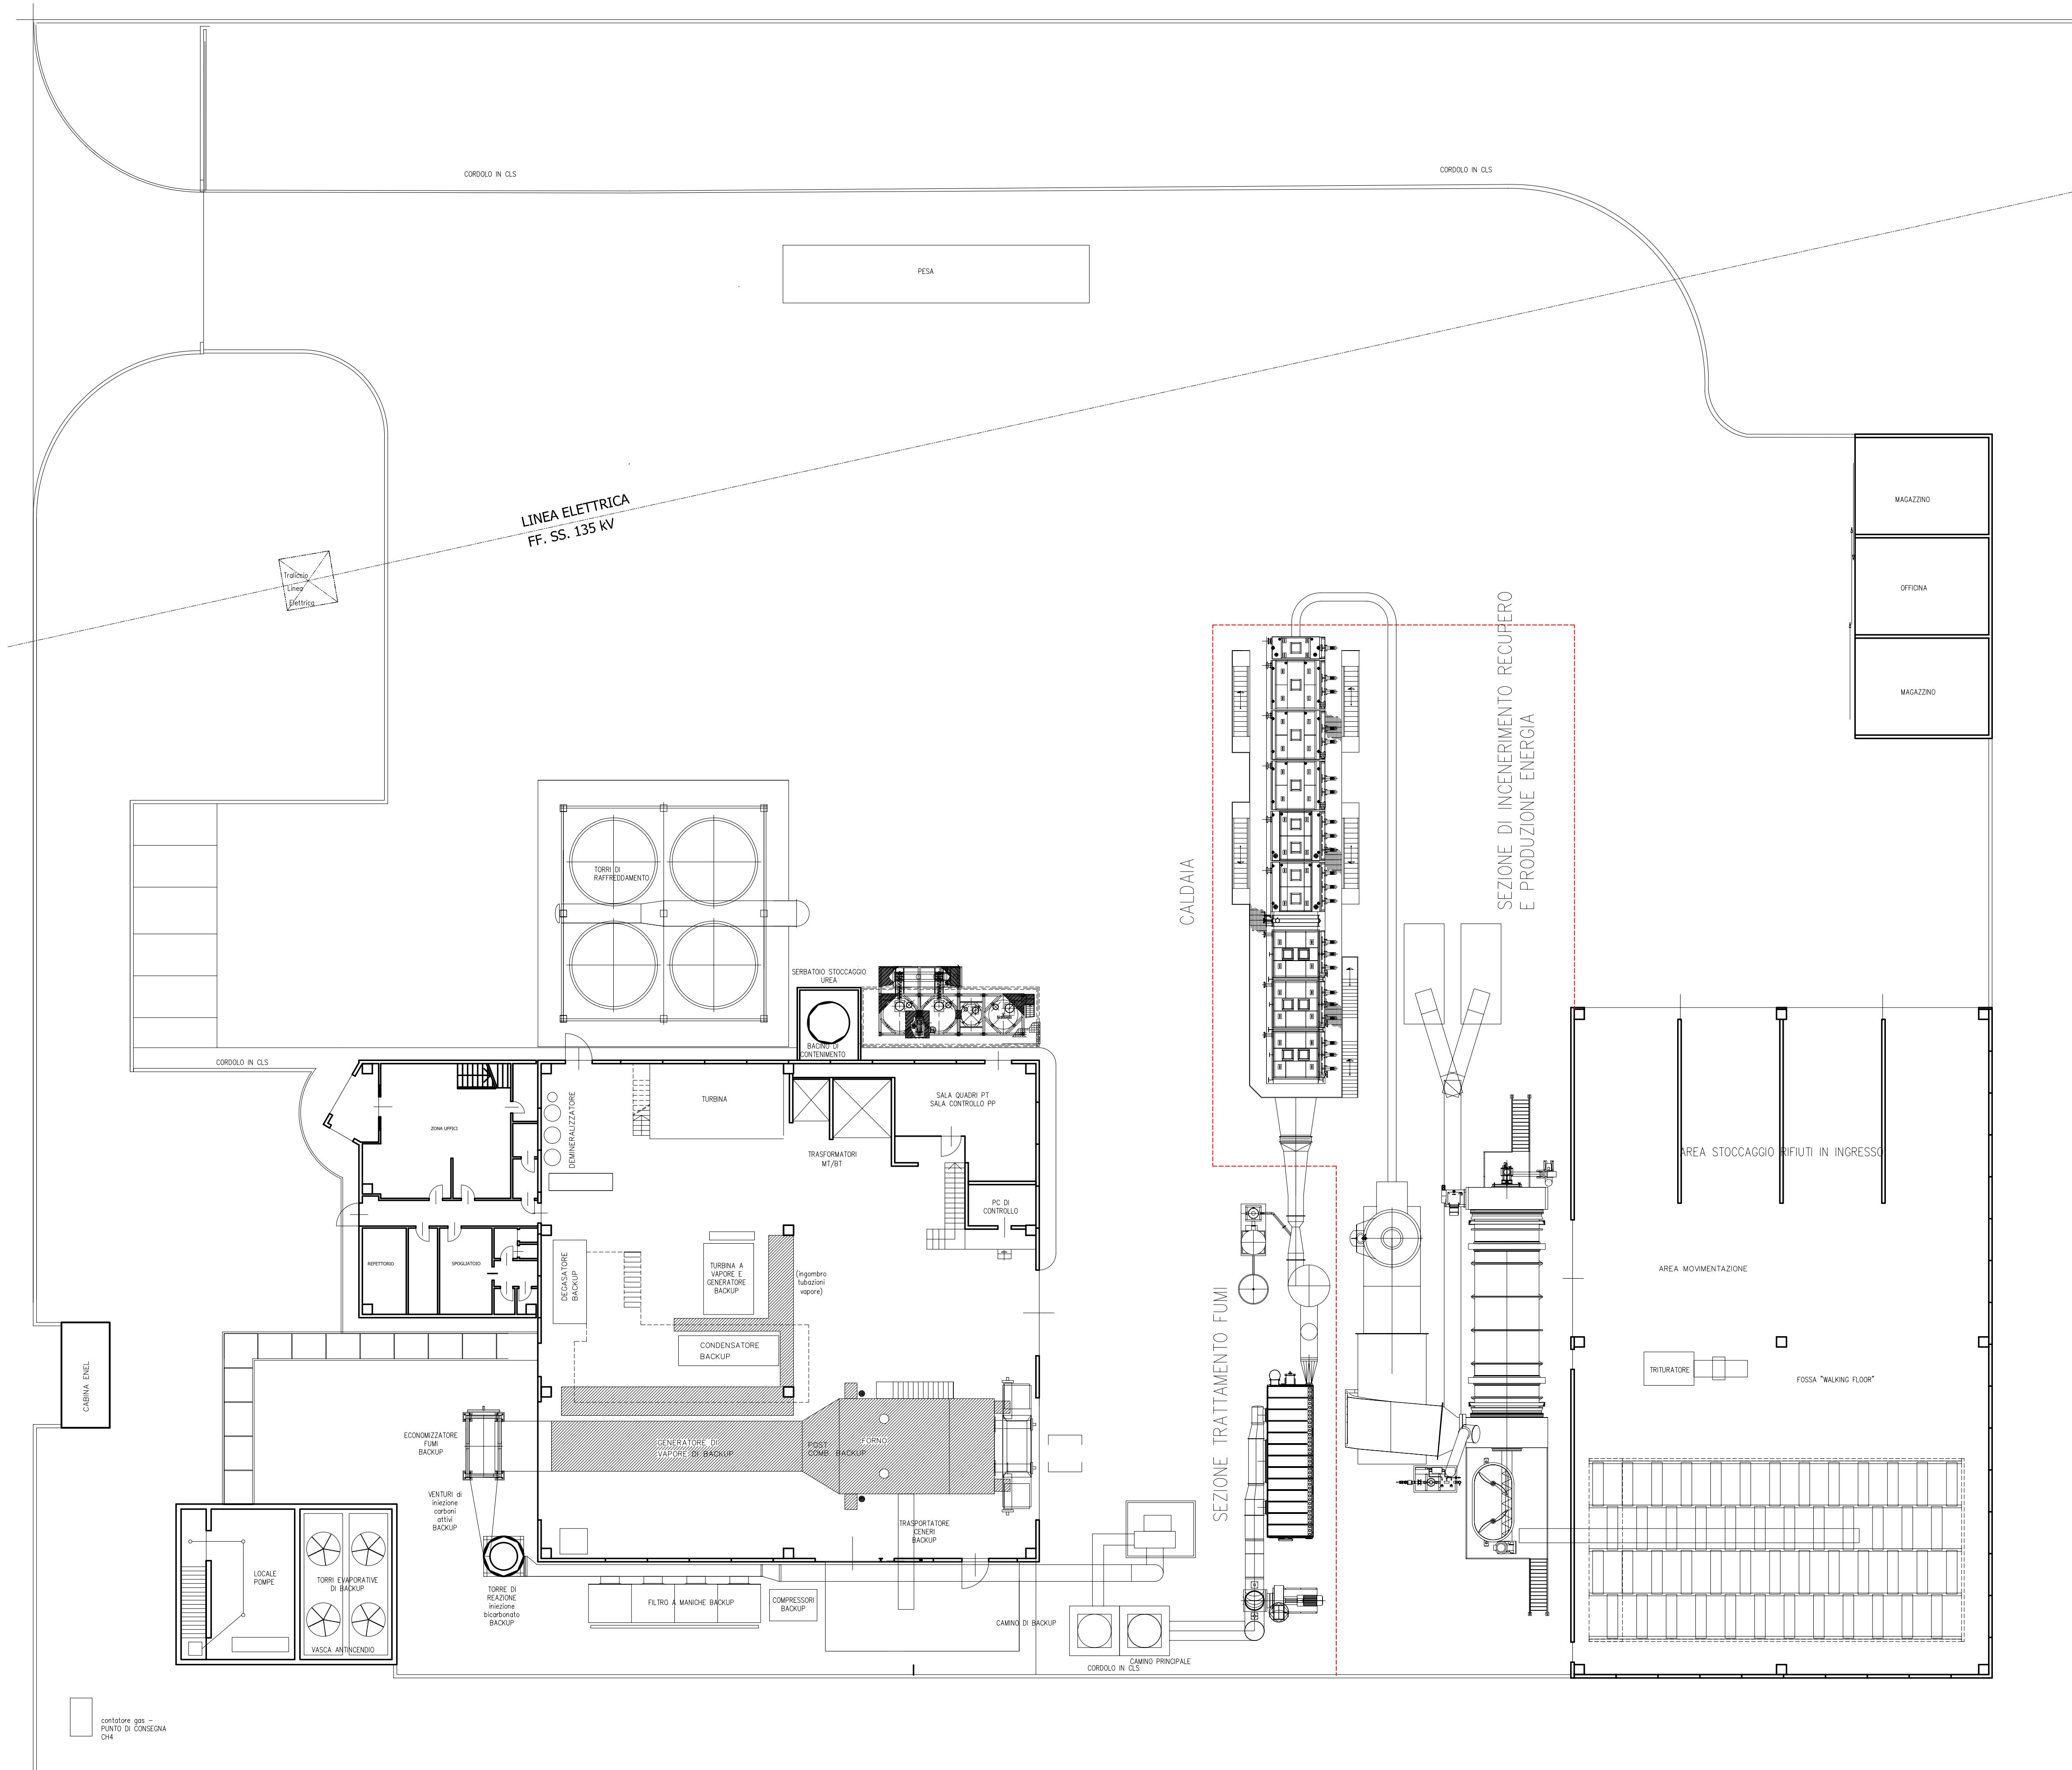 CORDOLO IN CLS
CORDOLO IN CLS
PESA
LINEA ELETTRICA
FF. SS. 135 kV
MAGAZZINO
OFFICINA
MAGAZZINO
Traliccio
Linea
Elettrica
SEZIONE DI INCENERIMENTO RECUPERO
E PRODUZIONE ENERGIA
CALDAIA
TORRI DI
RAFFREDDAMENTO
SERBATOIO STOCCAGGIO
UREA
BACINO DI
CONTENIMENTO
CORDOLO IN CLS
ZONA UFFICI
DEMINERALIZZATORE
TURBINA
SALA QUADRI PT
SALA CONTROLLO PP
TRASFORMATORI
MT/BT
PC DI
CONTROLLO
AREA STOCCAGGIO RIFIUTI IN INGRESSO
REFETTORIO
SPOGLIATOIO
DEGASATORE
BACKUP
TURBINA A
VAPORE E
GENERATORE
BACKUP
(ingombro
tubazioni
vapore)
AREA MOVIMENTAZIONE
CONDENSATORE
BACKUP
SEZIONE TRATTAMENTO FUMI
TRITURATORE
FOSSA "WALKING FLOOR"
CABINA ENEL
ECONOMIZZATORE
FUMI
BACKUP
GENERATORE DI
VAPORE DI BACKUP
POST
COMB. BACKUP
FORNO
VENTURI di
iniezione
carboni
attivi
BACKUP
TRASPORTATORE
CENERI
BACKUP
LOCALE
POMPE
TORRI EVAPORATIVE
DI BACKUP
VASCA ANTINCENDIO
TORRE DI
REAZIONE
iniezione
bicarbonato
BACKUP
FILTRO A MANICHE BACKUP
COMPRESSORI
BACKUP
CAMINO DI BACKUP
CAMINO PRINCIPALE
CORDOLO IN CLS
contatore gas –
PUNTO DI CONSEGNA
CH4